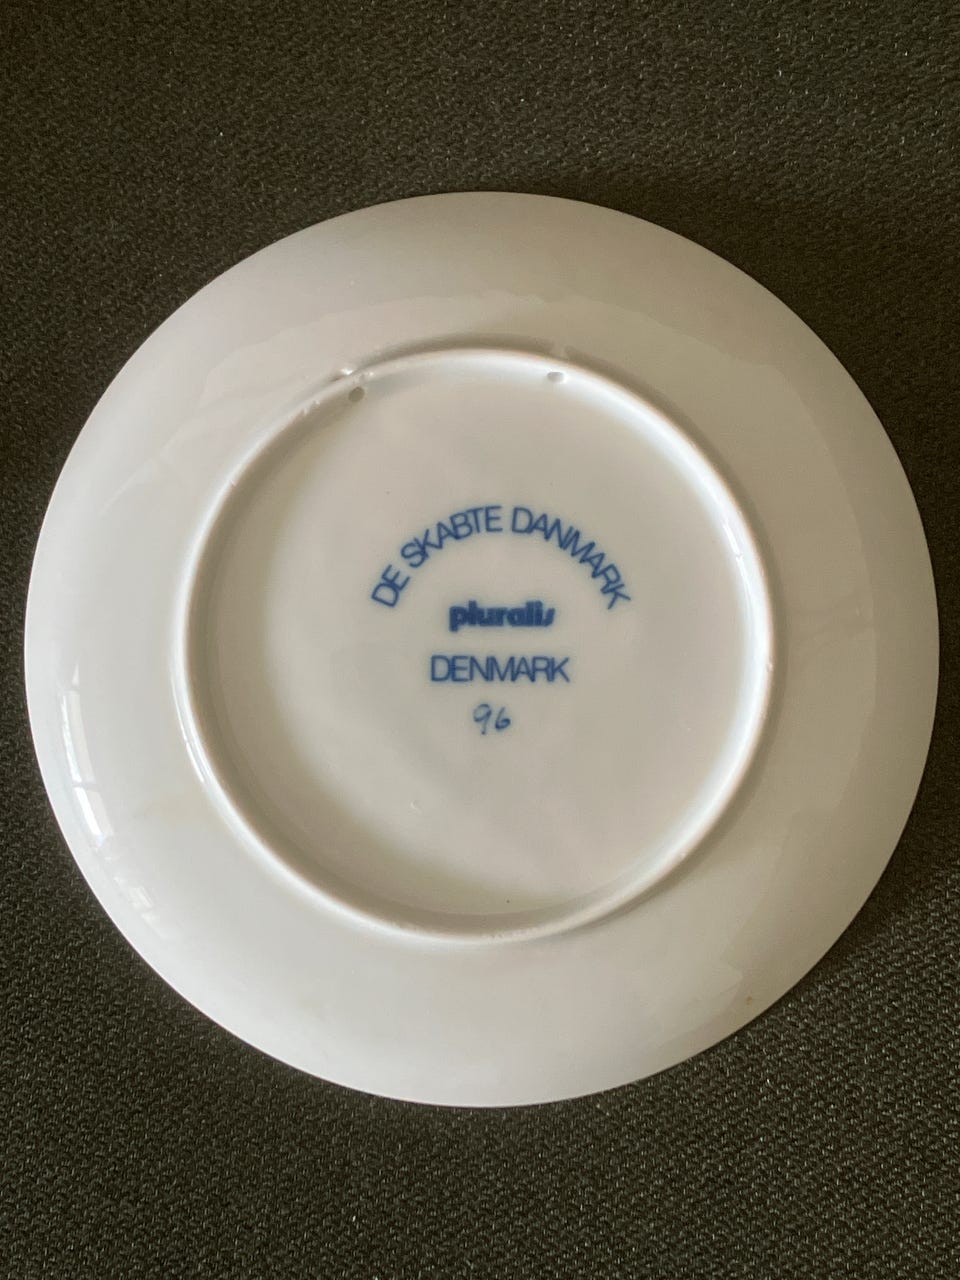 DE SKABTE DANMARK
pluralis
DENMARK
96